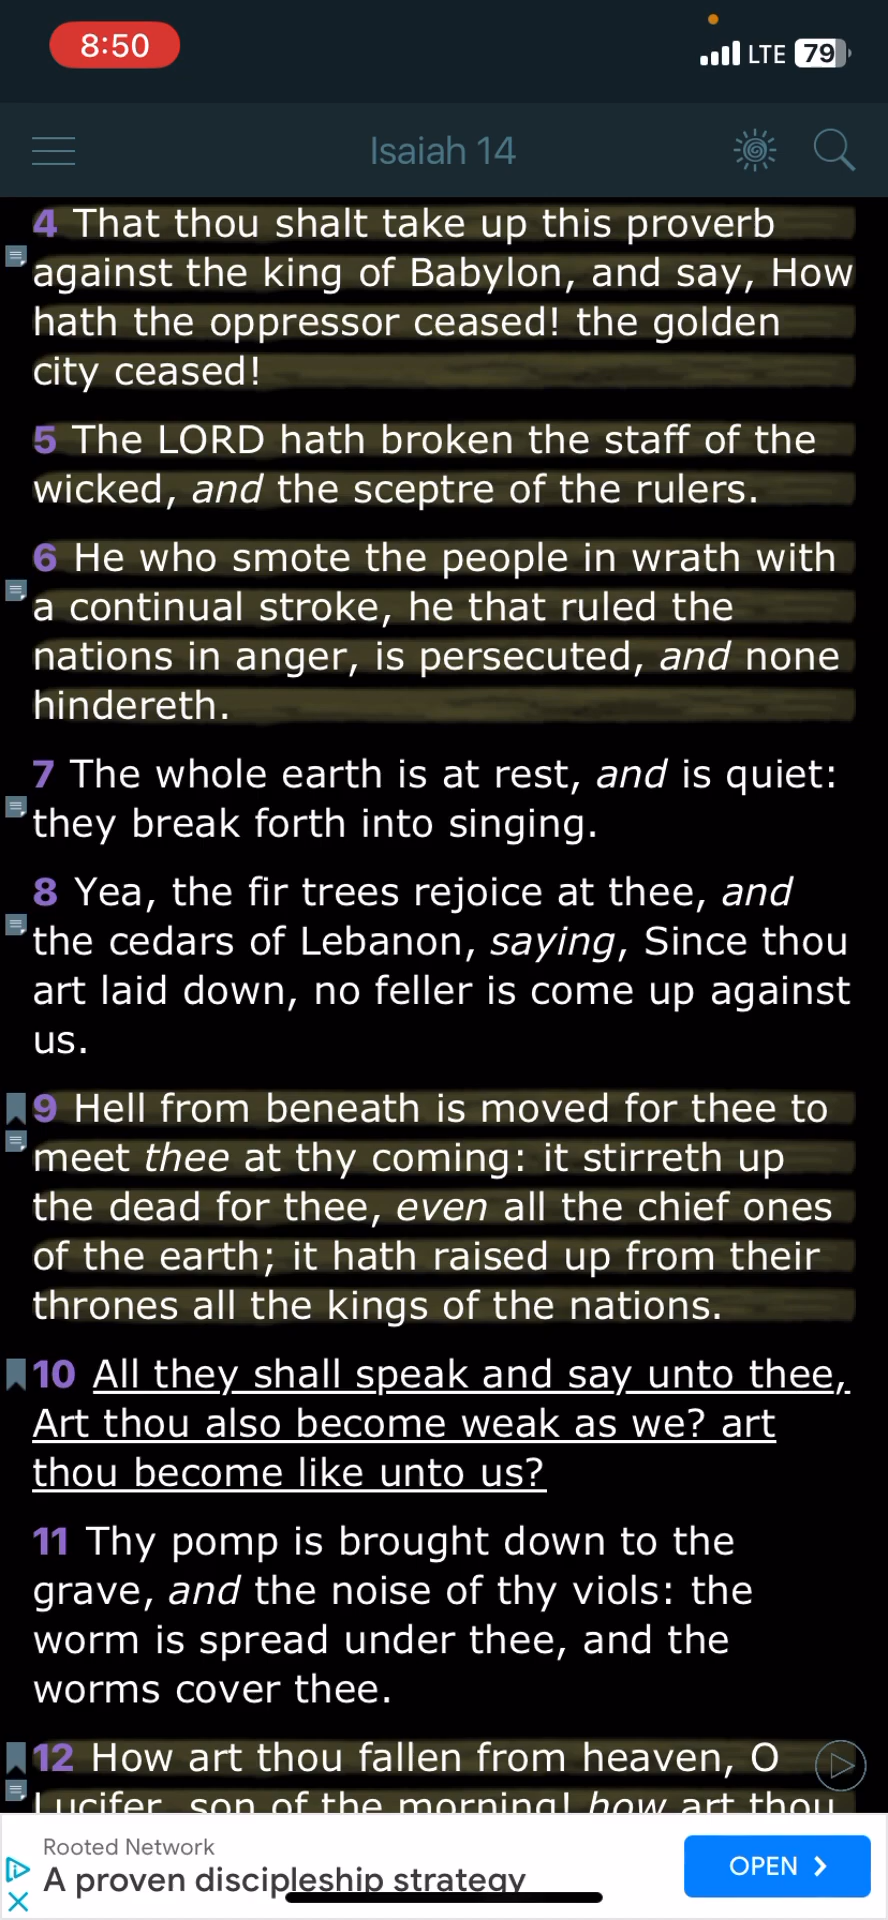 8:50
LTE 79
Isaiah 14
4 That thou shalt take up this proverb
against the king of Babylon, and say, How
hath the oppressor ceased! the golden
city ceased!
5 The LORD hath broken the staff of the
wicked, and the sceptre of the rulers.
6 He who smote the people in wrath with
a continual stroke, he that ruled the
nations in anger, is persecuted, and none
hindereth.
7 The whole earth is at rest, and is quiet:
they break forth into singing.
8 Yea, the fir trees rejoice at thee, and
the cedars of Lebanon, saying, Since thou
art laid down, no feller is come up against
us.
9 Hell from beneath is moved for thee to
meet thee at thy coming: it stirreth up
the dead for thee, even all the chief ones
of the earth; it hath raised up from their
thrones all the kings of the nations.
10 All they shall speak and say unto thee,
Art thou also become weak as we? art
thou become like unto us?
11 Thy pomp is brought down to the
grave, and the noise of thy viols: the
worm is spread under thee, and the
worms cover thee.
12 How art thou fallen from heaven, O
Lucifer, son of the morning! how art thou
Rooted Network
A proven discipleship strategy
OPEN